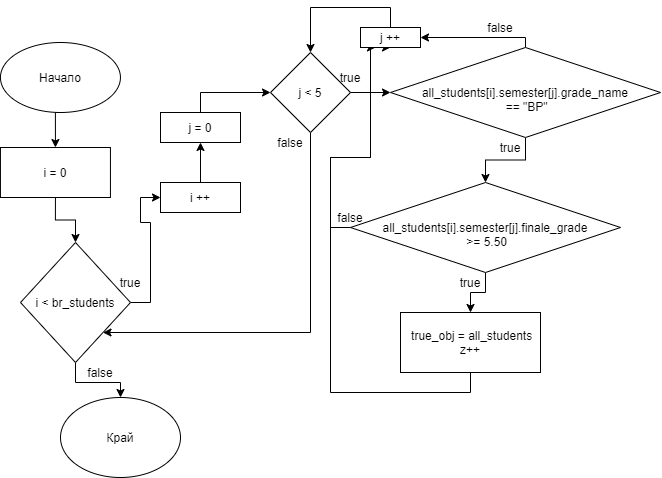 Начало
i = 0
i < br_students
true
false
Край
i ++
j = 0
j < 5
true
false
j ++
false
all_students[i].semester[j].grade_name
== "BP"
true
all_students[i].semester[j].finale_grade
>= 5.50
false
true
true_obj = all_students
z++